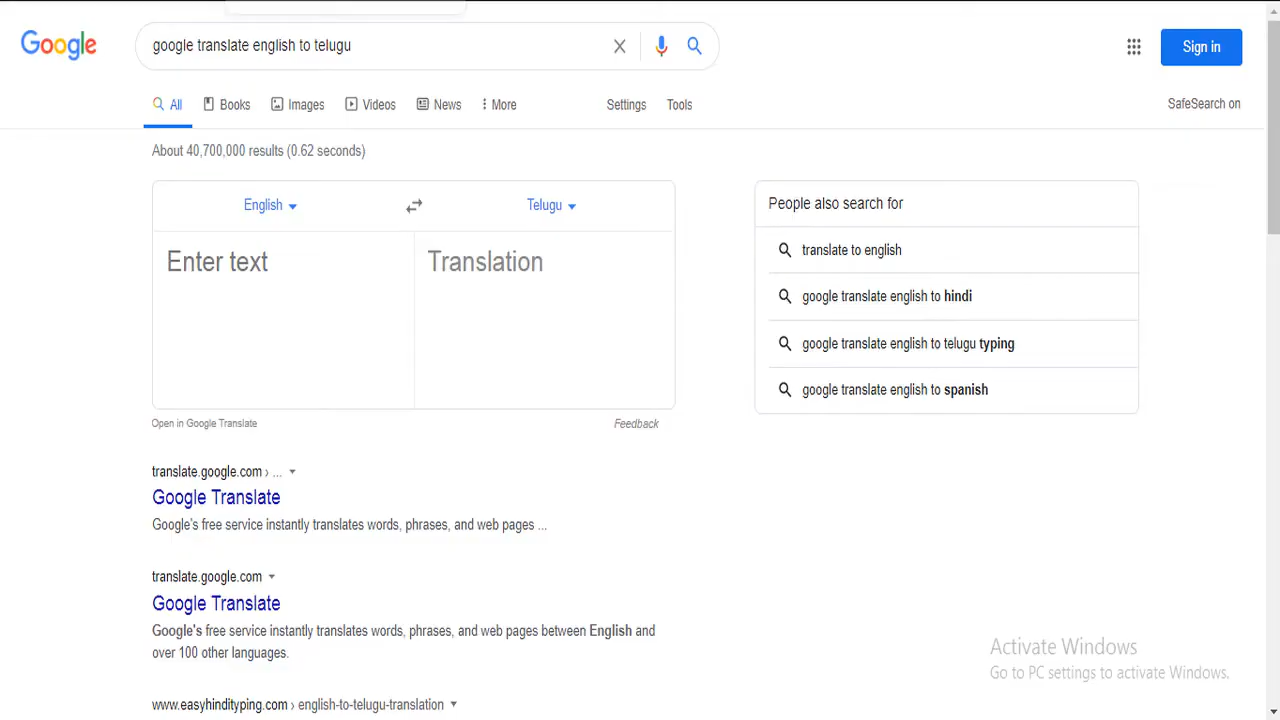 Google
google translate english to telugu
Sign in
All Books Images Videos News More Settings Tools
SafeSearch on
About 40,700,000 results (0.62 seconds)
English Telugu
Enter text
Translation
Open in Google Translate
Feedback
People also search for
translate to english
google translate english to hindi
google translate english to telugu typing
google translate english to spanish
translate.google.com › ...
Google Translate
Google's free service instantly translates words, phrases, and web pages ...
translate.google.com
Google Translate
Google's free service instantly translates words, phrases, and web pages between English and
over 100 other languages.
www.easyhindityping.com › english-to-telugu-translation
Activate Windows
Go to PC settings to activate Windows.